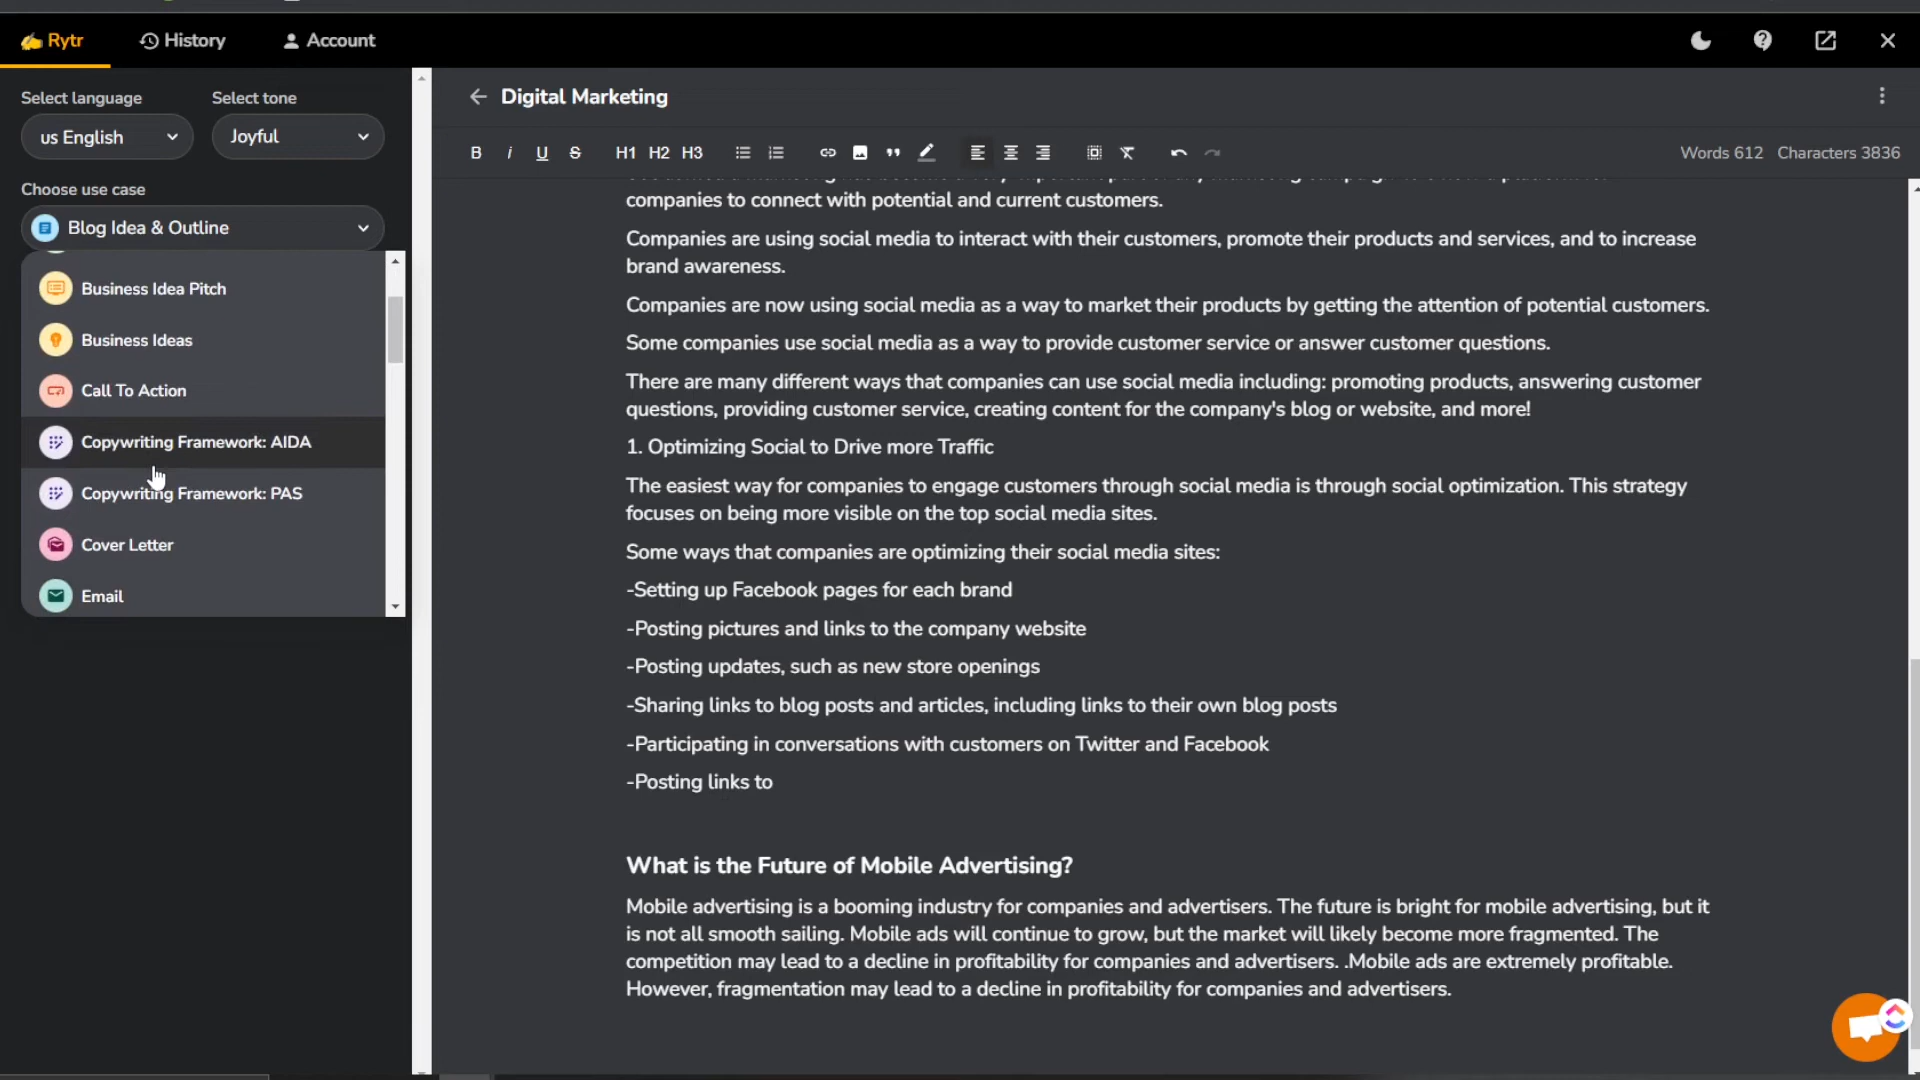 Rytr
History
Account
Select language
Select tone
us English
Joyful
Choose use case
Blog Idea & Outline
Business Idea Pitch
Business Ideas
Call To Action
Copywriting Framework: AIDA
Copywriting Framework: PAS
Cover Letter
Email
Digital Marketing
B i U S H1 H2 H3
Words 612 Characters 3836
companies to connect with potential and current customers.
Companies are using social media to interact with their customers, promote their products and services, and to increase
brand awareness.
Companies are now using social media as a way to market their products by getting the attention of potential customers.
Some companies use social media as a way to provide customer service or answer customer questions.
There are many different ways that companies can use social media including: promoting products, answering customer
questions, providing customer service, creating content for the company's blog or website, and more!
1. Optimizing Social to Drive more Traffic
The easiest way for companies to engage customers through social media is through social optimization. This strategy
focuses on being more visible on the top social media sites.
Some ways that companies are optimizing their social media sites:
-Setting up Facebook pages for each brand
-Posting pictures and links to the company website
-Posting updates, such as new store openings
-Sharing links to blog posts and articles, including links to their own blog posts
-Participating in conversations with customers on Twitter and Facebook
-Posting links to
What is the Future of Mobile Advertising?
Mobile advertising is a booming industry for companies and advertisers. The future is bright for mobile advertising, but it
is not all smooth sailing. Mobile ads will continue to grow, but the market will likely become more fragmented. The
competition may lead to a decline in profitability for companies and advertisers. .Mobile ads are extremely profitable.
However, fragmentation may lead to a decline in profitability for companies and advertisers.